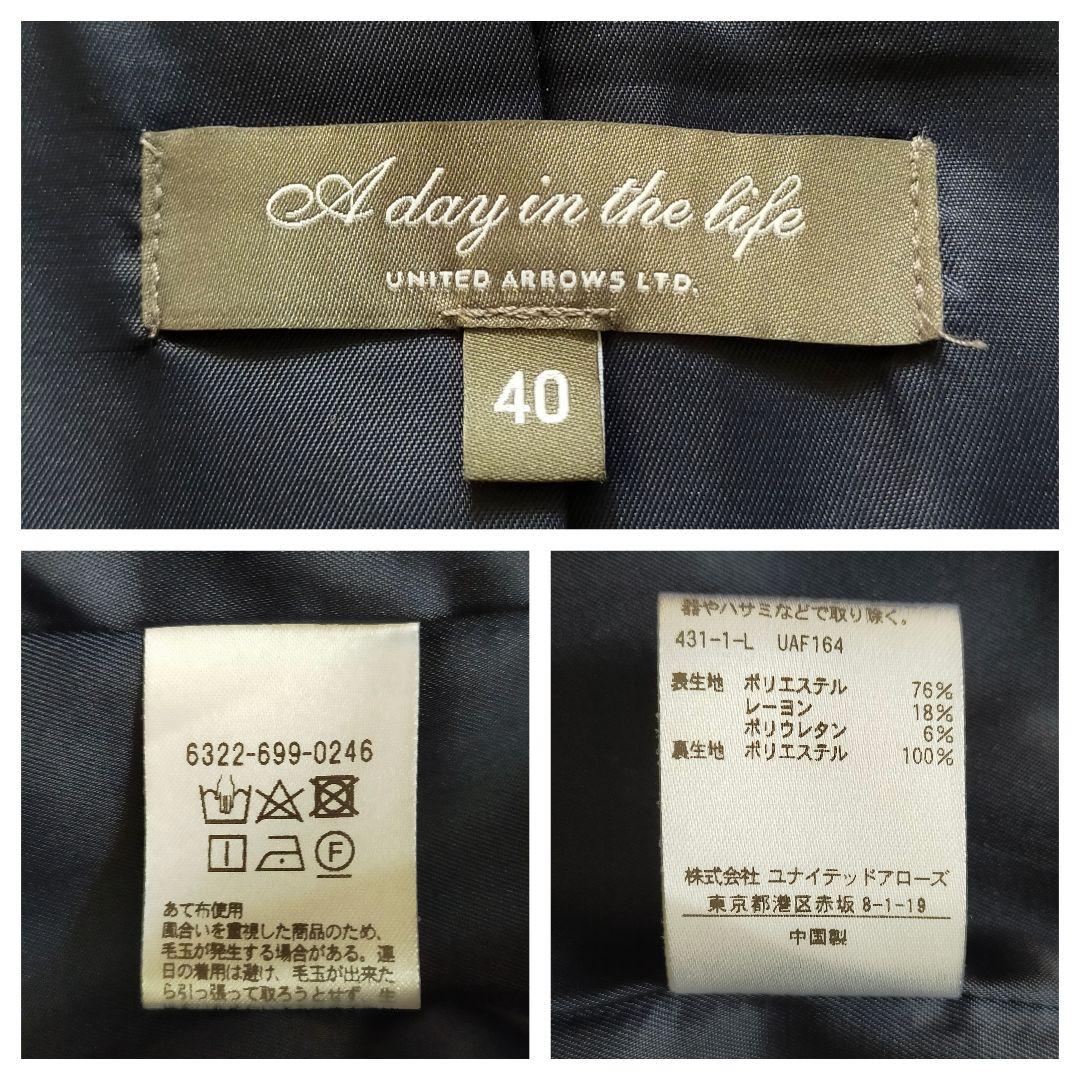 A day in the life
UNITED ARROWS LTD.
40
6322-699-0246
F
あて布使用
風合いを重視した商品のため、
毛玉が発生する場合がある。連
日の着用は避け、毛玉が出来た
ら引っ張って取ろうとせず、生
器やハサミなどで取り除く。
431-1-L UAF164
表生地 ポリエステル 76%
レーヨン 18%
ポリウレタン 6%
裏生地 ポリエステル 100%
株式会社 ユナイテッドアローズ
東京都港区赤坂 8-1-19
中国製